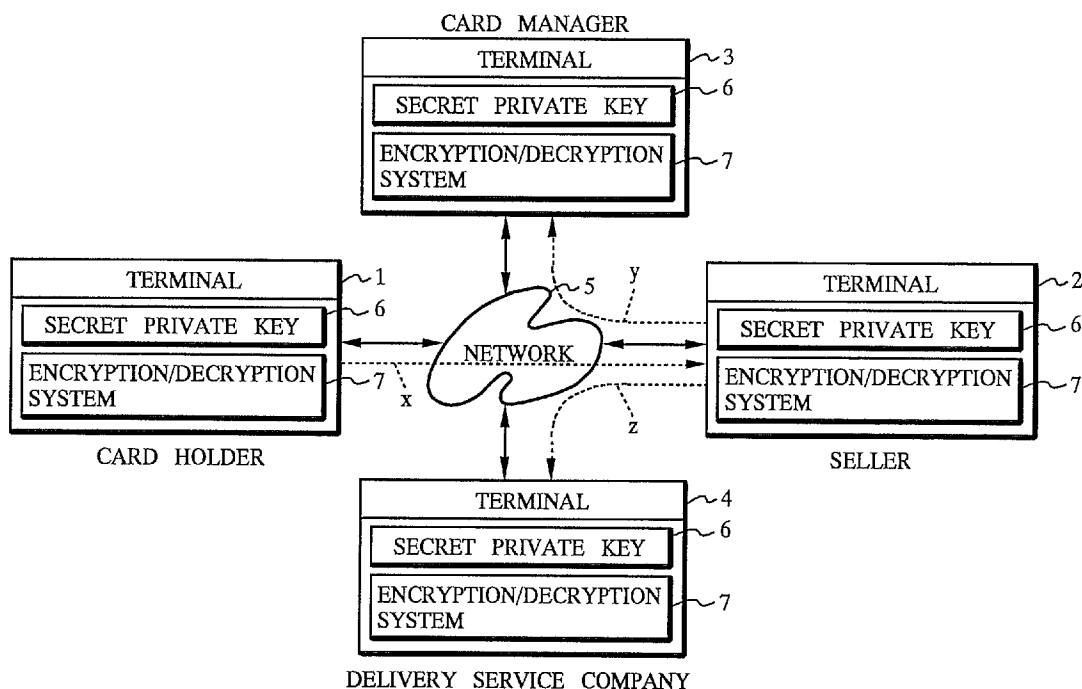 CARD MANAGER
TERMINAL
3
SECRET PRIVATE KEY
6
ENCRYPTION/DECRYPTION
SYSTEM
7
TERMINAL
1
SECRET PRIVATE KEY
6
ENCRYPTION/DECRYPTION
SYSTEM
7
CARD HOLDER
5
NETWORK
x
y
z
TERMINAL
2
SECRET PRIVATE KEY
6
ENCRYPTION/DECRYPTION
SYSTEM
7
SELLER
TERMINAL
4
SECRET PRIVATE KEY
6
ENCRYPTION/DECRYPTION
SYSTEM
7
DELIVERY SERVICE COMPANY